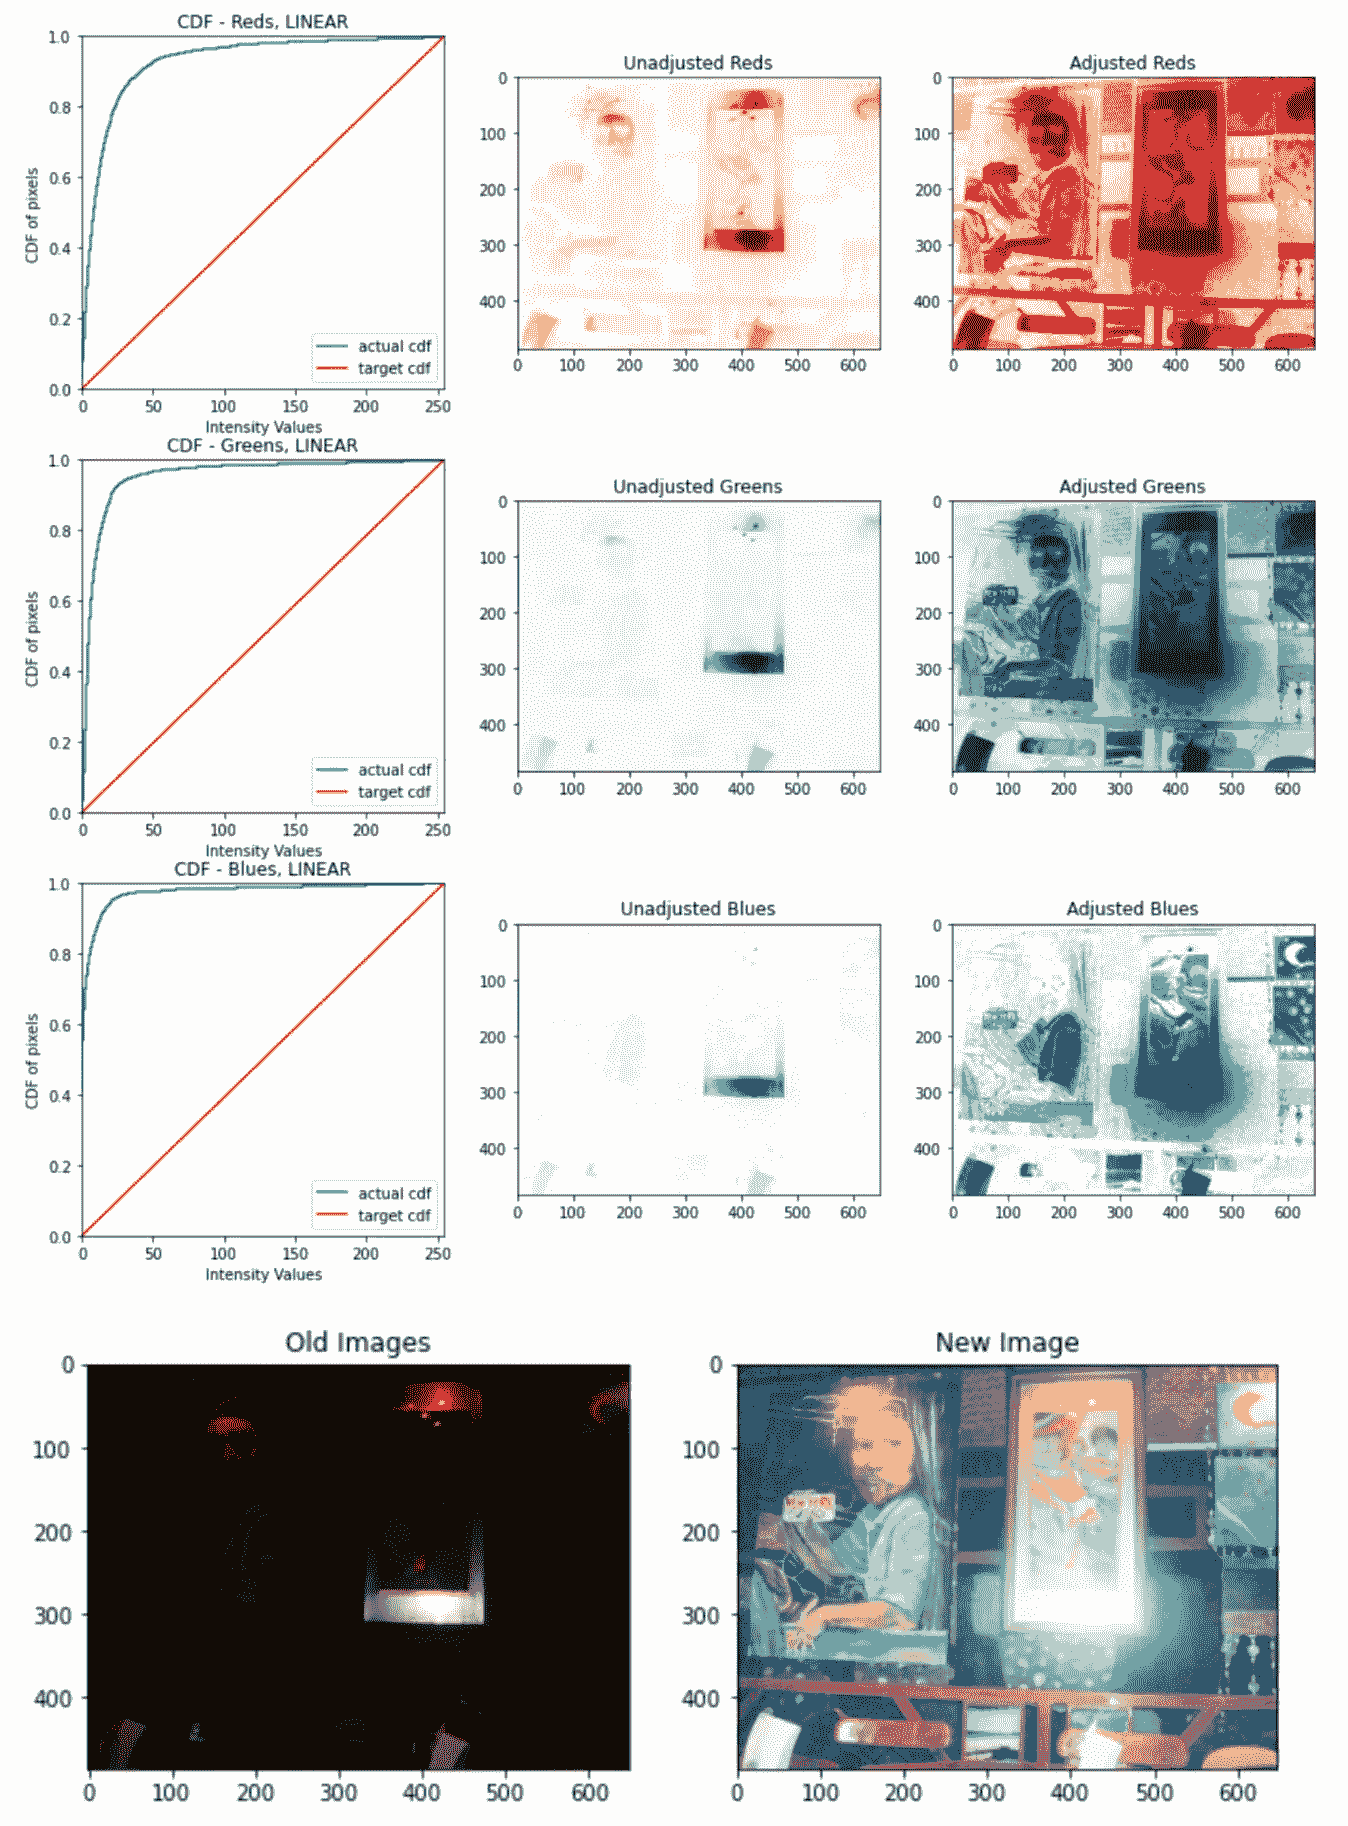 CDF - Reds, LINEAR
1.0
0.8
0.6
0.4
0.2
0.0
CDF of pixels
actual cdf
target cdf
0 50 100 150 200 250
Intensity Values
Unadjusted Reds
0
100
200
300
400
0 100 200 300 400 500 600
Adjusted Reds
0
100
200
300
400
0 100 200 300 400 500 600
CDF - Greens, LINEAR
1.0
0.8
0.6
0.4
0.2
0.0
CDF of pixels
actual cdf
target cdf
0 50 100 150 200 250
Intensity Values
Unadjusted Greens
0
100
200
300
400
0 100 200 300 400 500 600
Adjusted Greens
0
100
200
300
400
0 100 200 300 400 500 600
CDF - Blues, LINEAR
1.0
0.8
0.6
0.4
0.2
0.0
CDF of pixels
actual cdf
target cdf
0 50 100 150 200 250
Intensity Values
Unadjusted Blues
0
100
200
300
400
0 100 200 300 400 500 600
Adjusted Blues
0
100
200
300
400
0 100 200 300 400 500 600
Old Images
0
100
200
300
400
0 100 200 300 400 500 600
New Image
0
100
200
300
400
0 100 200 300 400 500 600